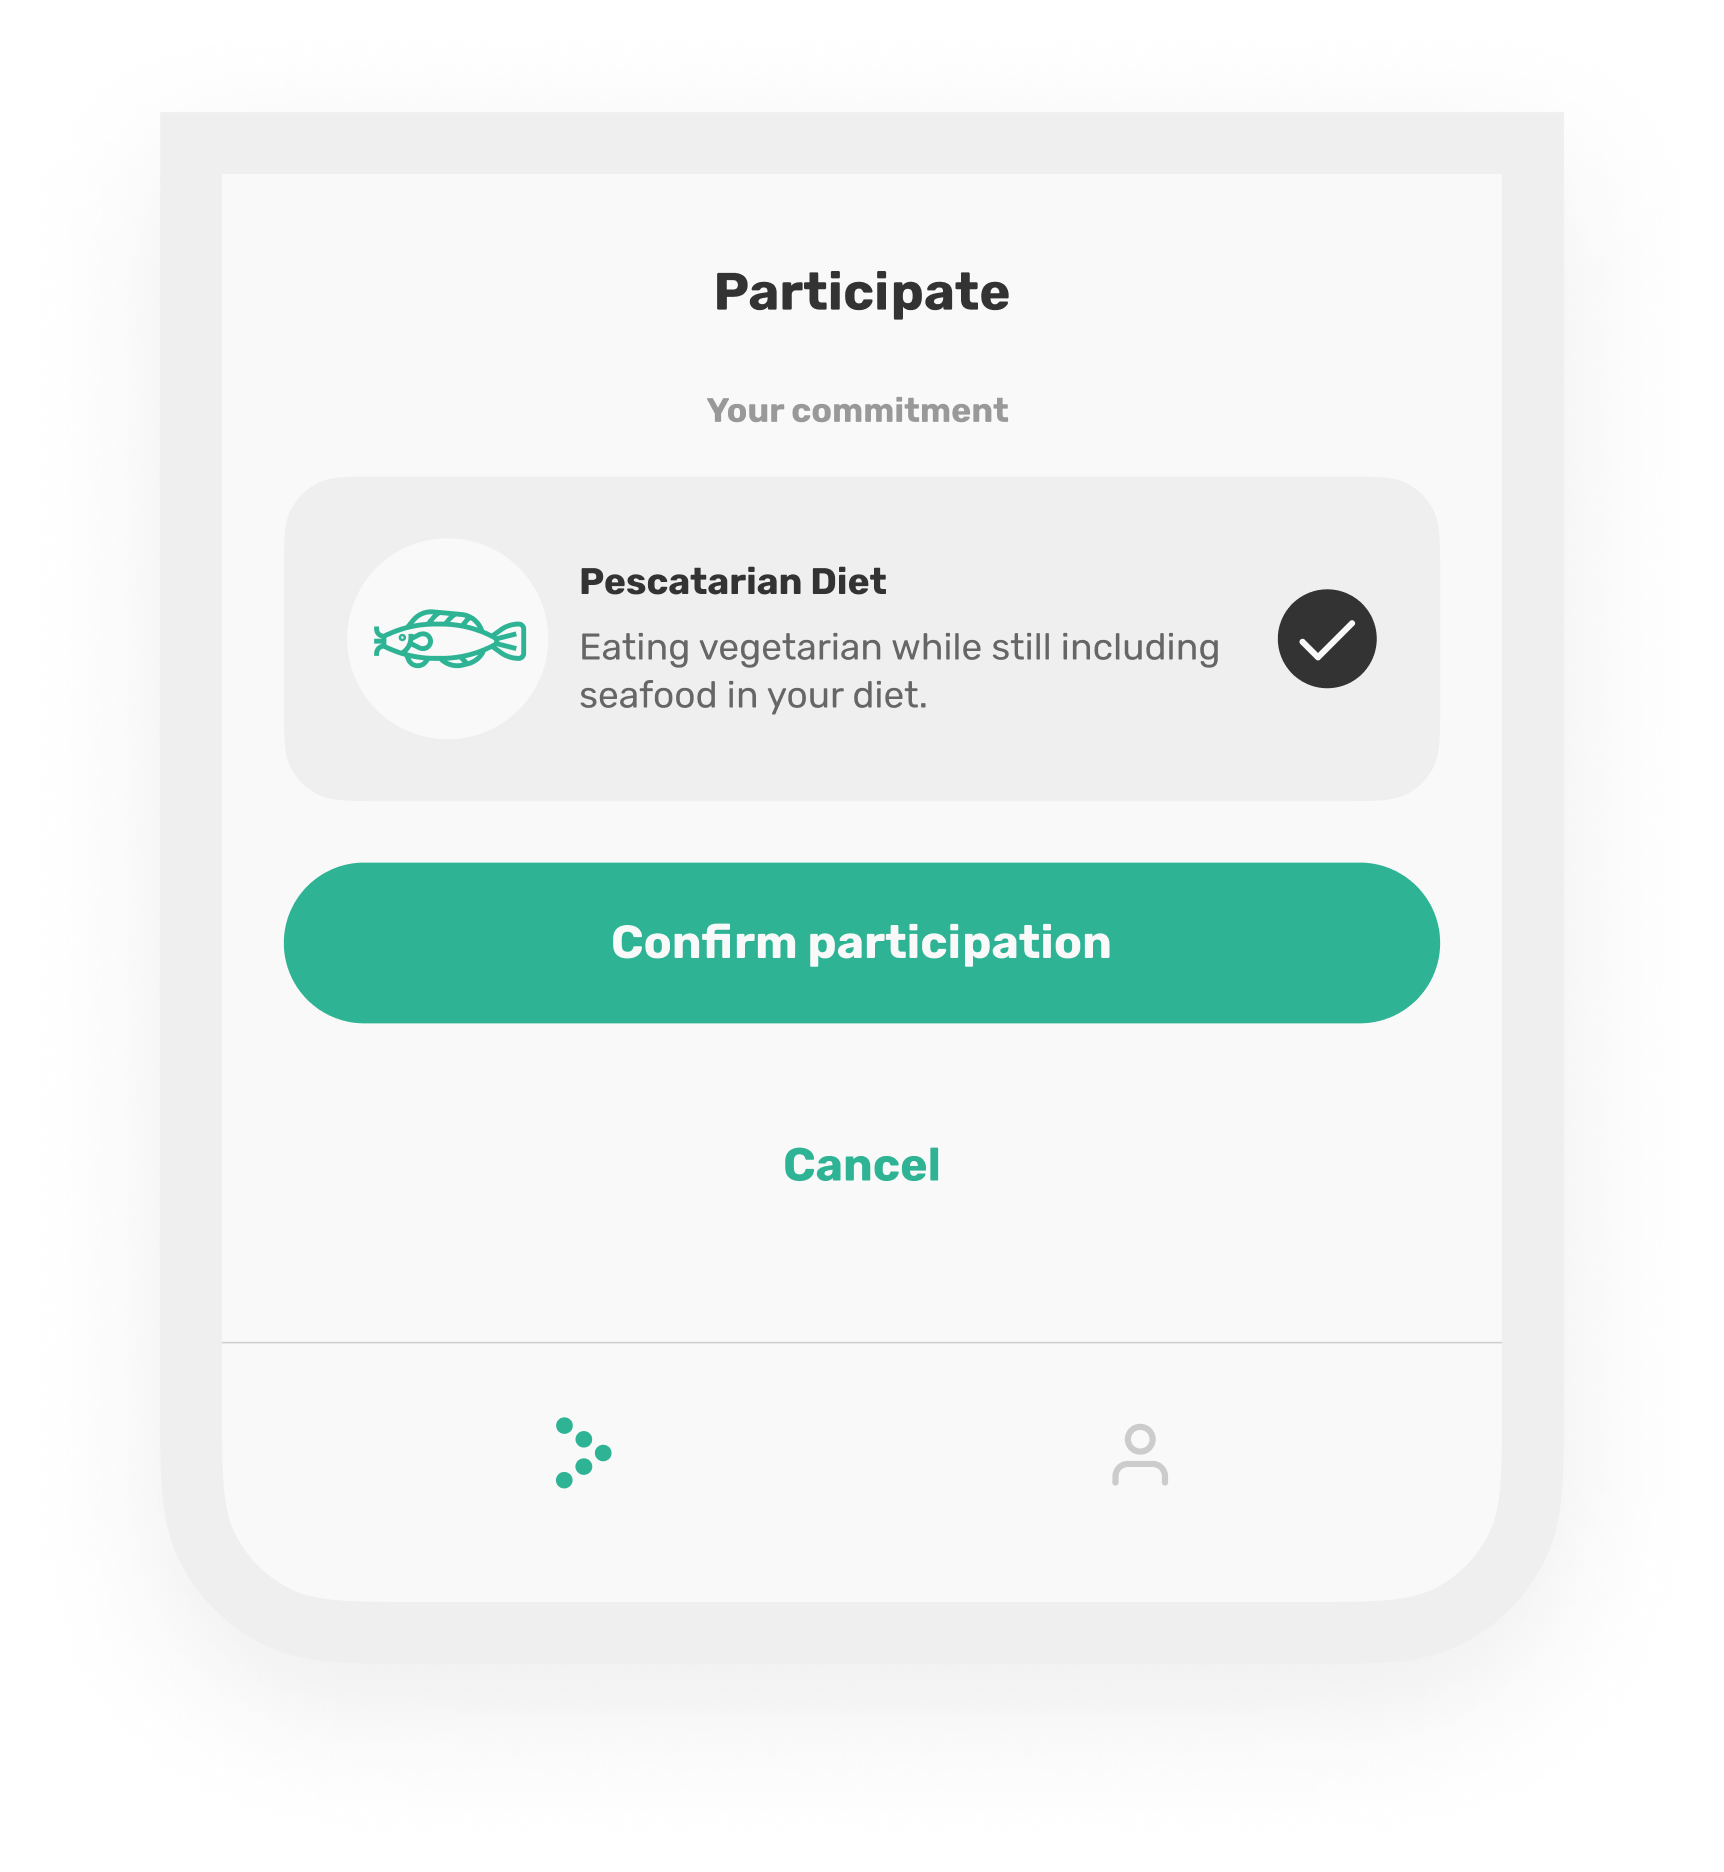 Participate
Your commitment
Pescatarian Diet
Eating vegetarian while still including
seafood in your diet.
Confirm participation
Cancel